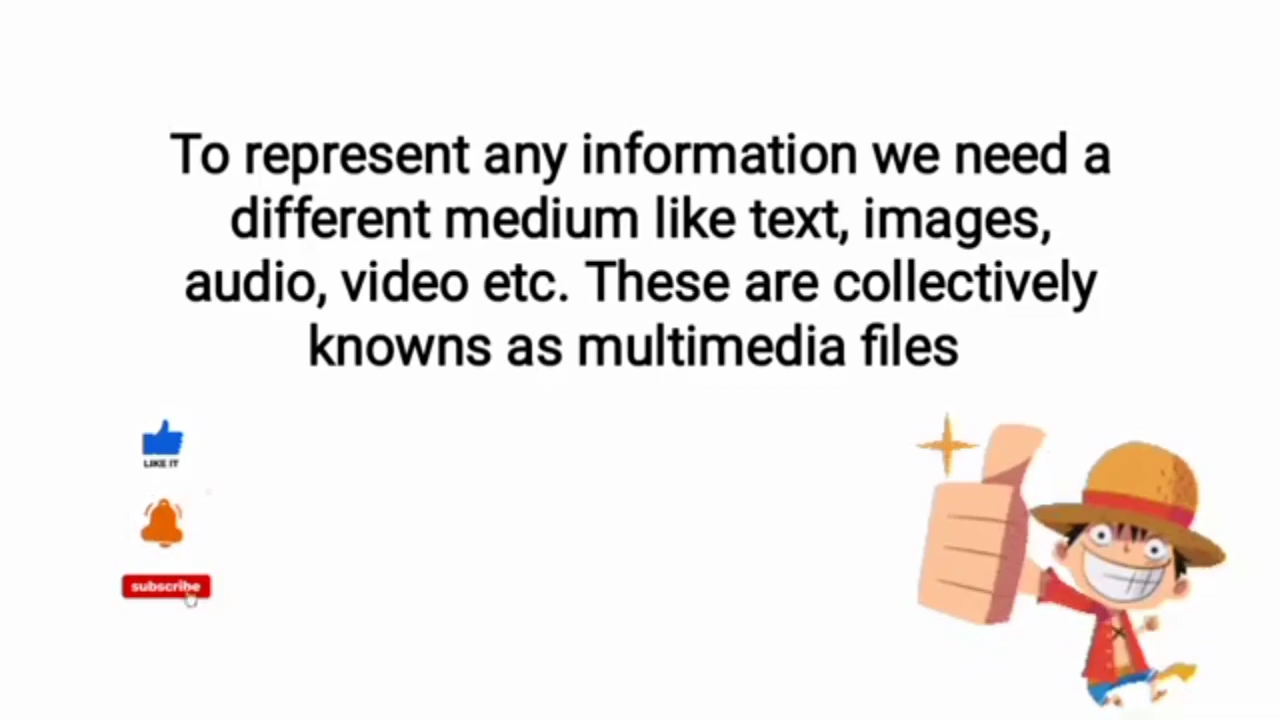 To represent any information we need a
different medium like text, images,
audio, video etc. These are collectively
knowns as multimedia files
LIKE IT
subscribe